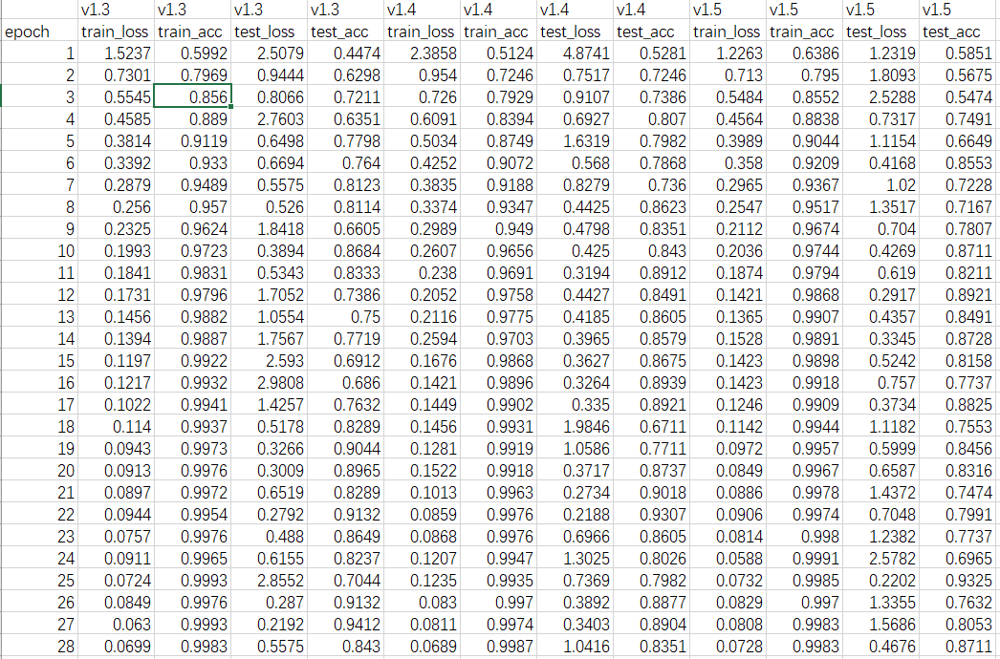 v1.3 v1.3 v1.3 v1.3 v1.4 v1.4 v1.4 v1.4 v1.5 v1.5 v1.5 v1.5
epoch train_loss train_acc test_loss test_acc train_loss train_acc test_loss test_acc train_loss train_acc test_loss test_acc
1 1.5237 0.5992 2.5079 0.4474 2.3858 0.5124 4.8741 0.5281 1.2263 0.6386 1.2319 0.5851
2 0.7301 0.7969 0.9444 0.6298 0.954 0.7246 0.7517 0.7246 0.713 0.795 1.8093 0.5675
3 0.5545 0.856 0.8066 0.7211 0.726 0.7929 0.9107 0.7386 0.5484 0.8552 2.5288 0.5474
4 0.4585 0.889 2.7603 0.6351 0.6091 0.8394 0.6927 0.807 0.4564 0.8838 0.7317 0.7491
5 0.3814 0.9119 0.6498 0.7798 0.5034 0.8749 1.6319 0.7982 0.3989 0.9044 1.1154 0.6649
6 0.3392 0.933 0.6694 0.764 0.4252 0.9072 0.568 0.7868 0.358 0.9209 0.4168 0.8553
7 0.2879 0.9489 0.5575 0.8123 0.3835 0.9188 0.8279 0.736 0.2965 0.9367 1.02 0.7228
8 0.256 0.957 0.526 0.8114 0.3374 0.9347 0.4425 0.8623 0.2547 0.9517 1.3517 0.7167
9 0.2325 0.9624 1.8418 0.6605 0.2989 0.949 0.4798 0.8351 0.2112 0.9674 0.704 0.7807
10 0.1993 0.9723 0.3894 0.8684 0.2607 0.9656 0.425 0.843 0.2036 0.9744 0.4269 0.8711
11 0.1841 0.9831 0.5343 0.8333 0.238 0.9691 0.3194 0.8912 0.1874 0.9794 0.619 0.8211
12 0.1731 0.9796 1.7052 0.7386 0.2052 0.9758 0.4427 0.8491 0.1421 0.9868 0.2917 0.8921
13 0.1456 0.9882 1.0554 0.75 0.2116 0.9775 0.4185 0.8605 0.1365 0.9907 0.4357 0.8491
14 0.1394 0.9887 1.7567 0.7719 0.2594 0.9703 0.3965 0.8579 0.1528 0.9891 0.3345 0.8728
15 0.1197 0.9922 2.593 0.6912 0.1676 0.9868 0.3627 0.8675 0.1423 0.9898 0.5242 0.8158
16 0.1217 0.9932 2.9808 0.686 0.1421 0.9896 0.3264 0.8939 0.1423 0.9918 0.757 0.7737
17 0.1022 0.9941 1.4257 0.7632 0.1449 0.9902 0.335 0.8921 0.1246 0.9909 0.3734 0.8825
18 0.114 0.9937 0.5178 0.8289 0.1456 0.9931 1.9846 0.6711 0.1142 0.9944 1.1182 0.7553
19 0.0943 0.9973 0.3266 0.9044 0.1281 0.9919 1.0586 0.7711 0.0972 0.9957 0.5999 0.8456
20 0.0913 0.9976 0.3009 0.8965 0.1522 0.9918 0.3717 0.8737 0.0849 0.9967 0.6587 0.8316
21 0.0897 0.9972 0.6519 0.8289 0.1013 0.9963 0.2734 0.9018 0.0886 0.9978 1.4372 0.7474
22 0.0944 0.9954 0.2792 0.9132 0.0859 0.9976 0.2188 0.9307 0.0906 0.9974 0.7048 0.7991
23 0.0757 0.9976 0.488 0.8649 0.0868 0.9976 0.6966 0.8605 0.0814 0.998 1.2382 0.7737
24 0.0911 0.9965 0.6155 0.8237 0.1207 0.9947 1.3025 0.8026 0.0588 0.9991 2.5782 0.6965
25 0.0724 0.9993 2.8552 0.7044 0.1235 0.9935 0.7369 0.7982 0.0732 0.9985 0.2202 0.9325
26 0.0849 0.9976 0.287 0.9132 0.083 0.997 0.3892 0.8877 0.0829 0.997 1.3355 0.7632
27 0.063 0.9993 0.2192 0.9412 0.0811 0.9974 0.3403 0.8904 0.0808 0.9983 1.5686 0.8053
28 0.0699 0.9983 0.5575 0.843 0.0689 0.9987 1.0416 0.8351 0.0728 0.9983 0.4676 0.8711